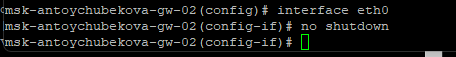 msk-antoychubekova-gw-02(config)# interface eth0
msk-antoychubekova-gw-02(config-if)# no shutdown
msk-antoychubekova-gw-02(config-if)#